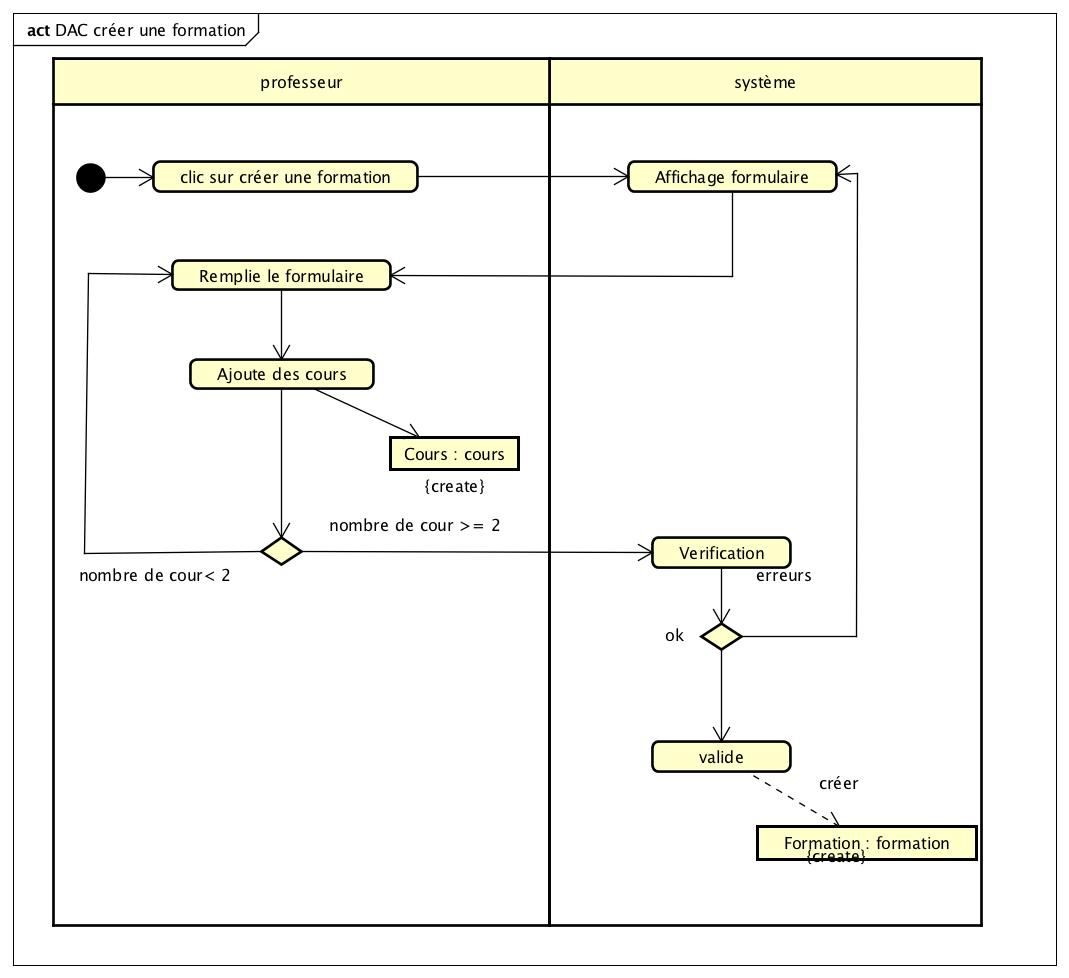 act DAC créer une formation
professeur
système
clic sur créer une formation
Affichage formulaire
Remplie le formulaire
Ajoute des cours
Cours : cours
{create}
nombre de cour >= 2
Verification
nombre de cour< 2
erreurs
ok
valide
créer
Formation : formation
{create}